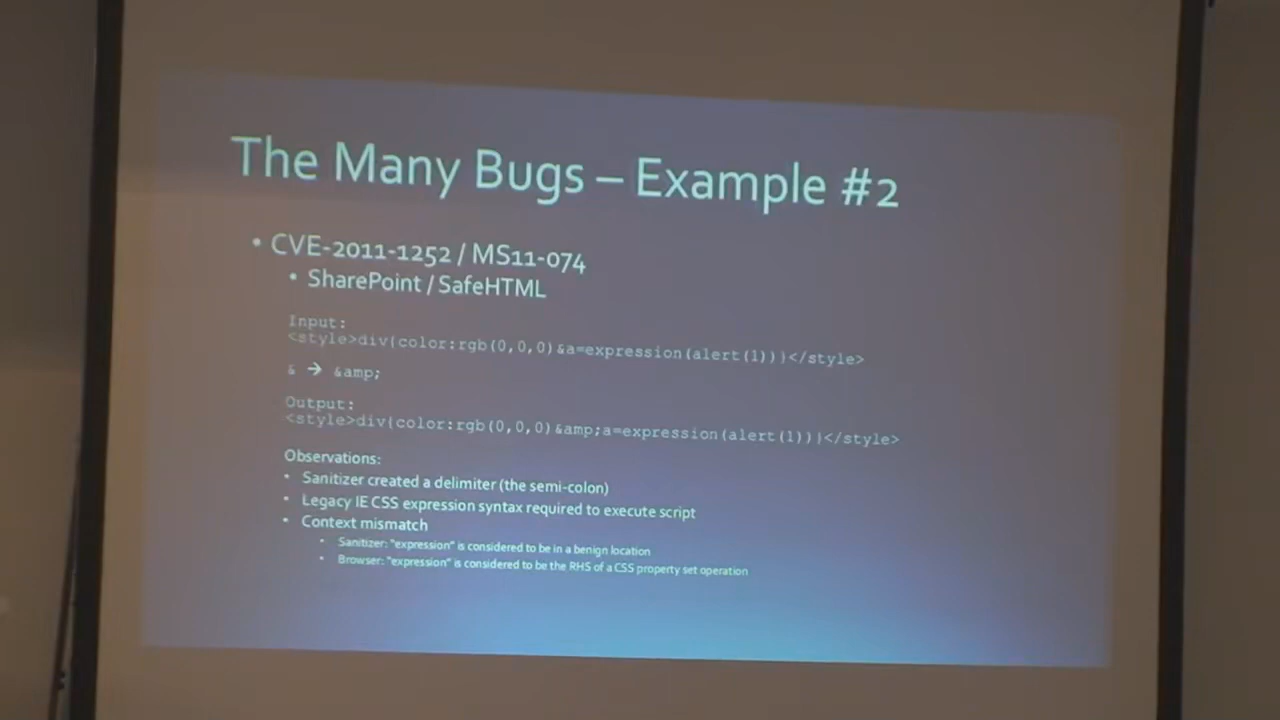 The Many Bugs – Example #2
• CVE-2011-1252 / MS11-074
• SharePoint / SafeHTML
Input:
<style>div{color:rgb(0,0,0)&a=expression(alert(1))}</style>
& → &amp;
Output:
<style>div{color:rgb(0,0,0)&amp;a=expression(alert(1))}</style>
Observations:
• Sanitizer created a delimiter (the semi-colon)
• Legacy IE CSS expression syntax required to execute script
• Context mismatch
• Sanitizer: "expression" is considered to be in a benign location
• Browser: "expression" is considered to be the RHS of a CSS property set operation